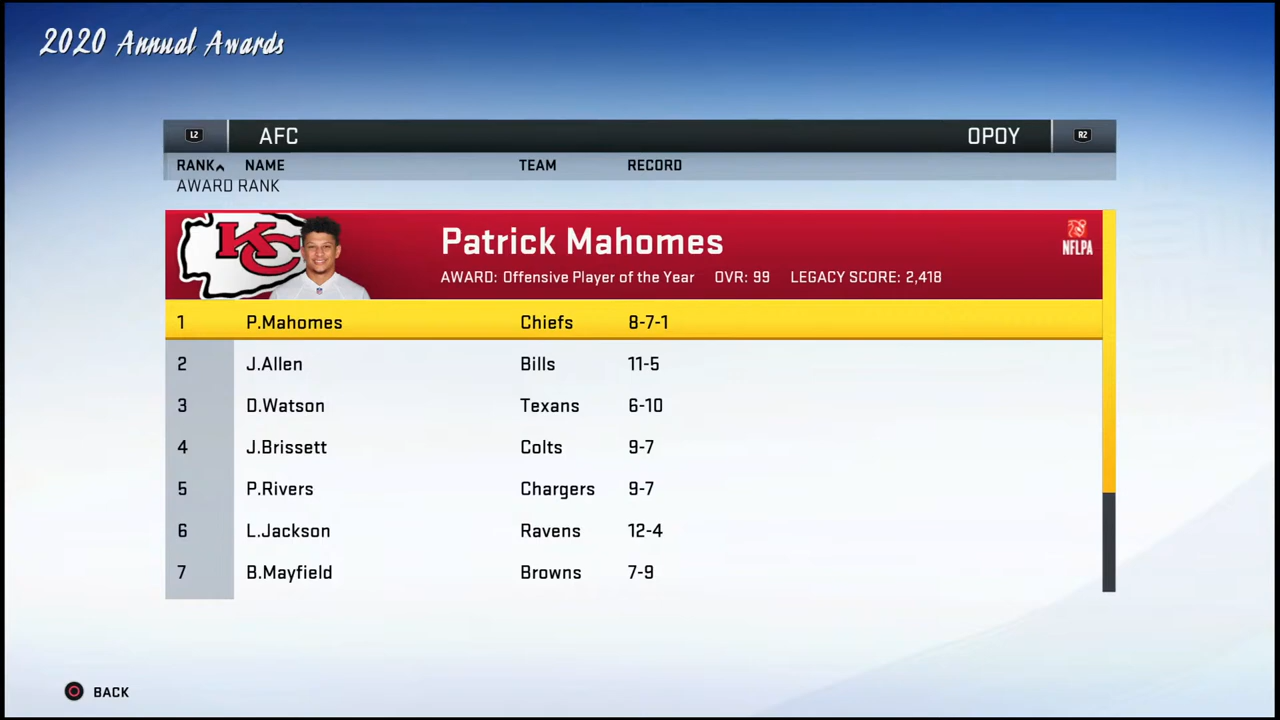 2020 Annual Awards
L2 AFC OPOY R2
RANK NAME TEAM RECORD
AWARD RANK
KC
Patrick Mahomes
NFLPA
AWARD: Offensive Player of the Year OVR: 99 LEGACY SCORE: 2,418
1 P.Mahomes Chiefs 8-7-1
2 J.Allen Bills 11-5
3 D.Watson Texans 6-10
4 J.Brissett Colts 9-7
5 P.Rivers Chargers 9-7
6 L.Jackson Ravens 12-4
7 B.Mayfield Browns 7-9
BACK